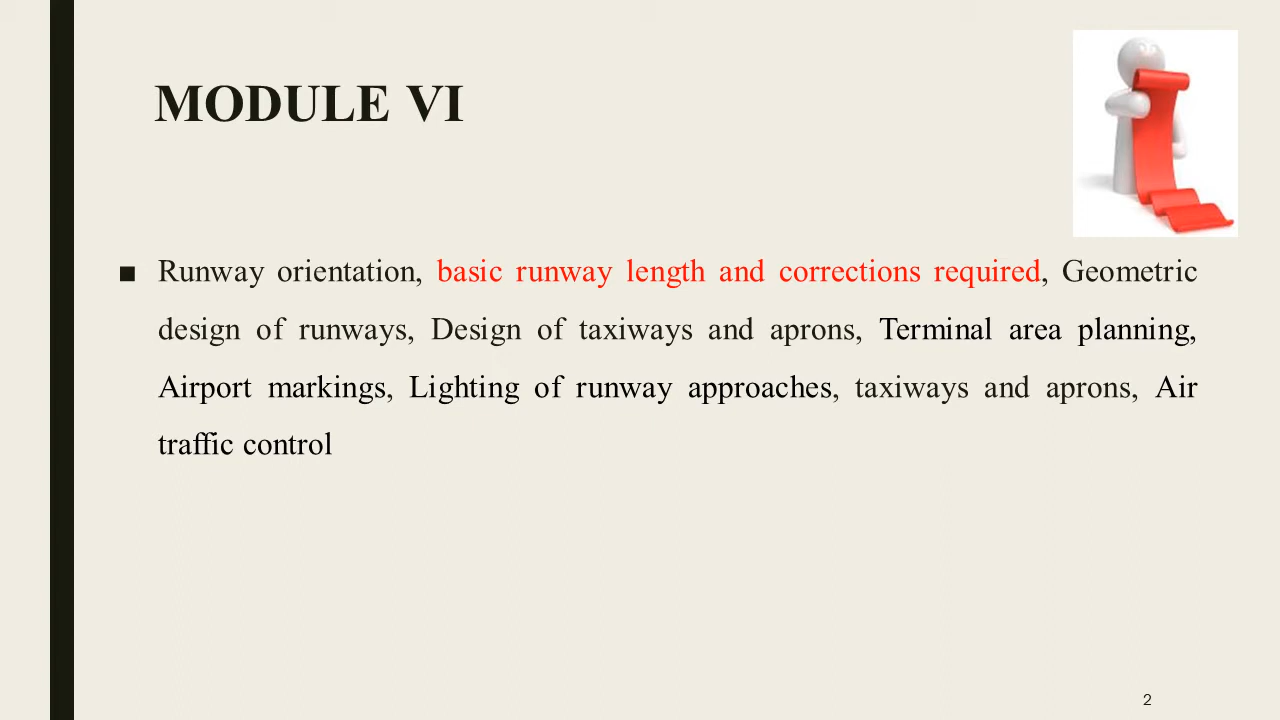 MODULE VI
■ Runway orientation, basic runway length and corrections required, Geometric
design of runways, Design of taxiways and aprons, Terminal area planning,
Airport markings, Lighting of runway approaches, taxiways and aprons, Air
traffic control
2